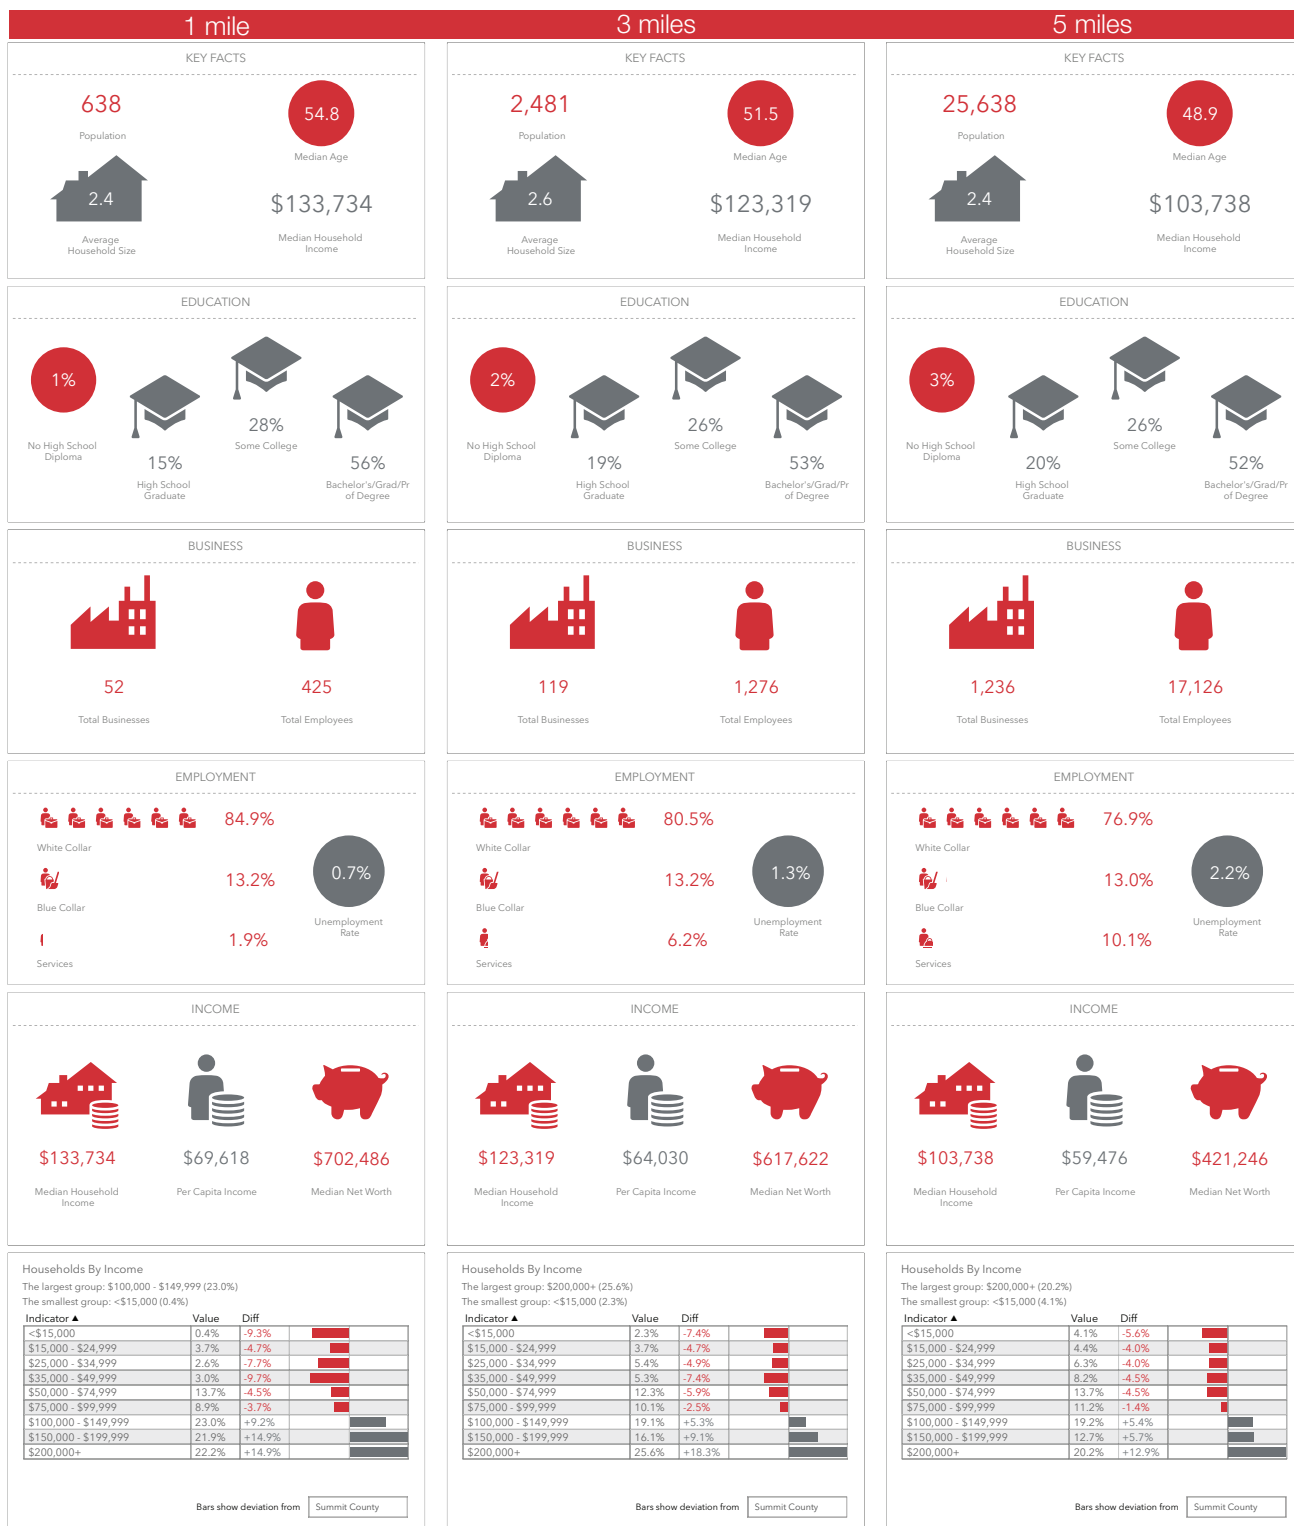 1 mile
KEY FACTS
638
Population
54.8
Median Age
2.4
Average
Household Size
$133,734
Median Household
Income
EDUCATION
1%
No High School
Diploma
15%
High School
Graduate
28%
Some College
56%
Bachelor's/Grad/Pr
of Degree
BUSINESS
52
Total Businesses
425
Total Employees
EMPLOYMENT
84.9%
White Collar
13.2%
Blue Collar
1.9%
Services
0.7%
Unemployment
Rate
INCOME
$133,734
Median Household
Income
$69,618
Per Capita Income
$702,486
Median Net Worth
Households By Income
The largest group: $100,000 - $149,999 (23.0%)
The smallest group: <$15,000 (0.4%)
Indicator ▲ Value Diff
<$15,000 0.4% -9.3%
$15,000 - $24,999 3.7% -4.7%
$25,000 - $34,999 2.6% -7.7%
$35,000 - $49,999 3.0% -9.7%
$50,000 - $74,999 13.7% -4.5%
$75,000 - $99,999 8.9% -3.7%
$100,000 - $149,999 23.0% +9.2%
$150,000 - $199,999 21.9% +14.9%
$200,000+ 22.2% +14.9%
Bars show deviation from Summit County
3 miles
KEY FACTS
2,481
Population
51.5
Median Age
2.6
Average
Household Size
$123,319
Median Household
Income
EDUCATION
2%
No High School
Diploma
19%
High School
Graduate
26%
Some College
53%
Bachelor's/Grad/Pr
of Degree
BUSINESS
119
Total Businesses
1,276
Total Employees
EMPLOYMENT
80.5%
White Collar
13.2%
Blue Collar
6.2%
Services
1.3%
Unemployment
Rate
INCOME
$123,319
Median Household
Income
$64,030
Per Capita Income
$617,622
Median Net Worth
Households By Income
The largest group: $200,000+ (25.6%)
The smallest group: <$15,000 (2.3%)
Indicator ▲ Value Diff
<$15,000 2.3% -7.4%
$15,000 - $24,999 3.7% -4.7%
$25,000 - $34,999 5.4% -4.9%
$35,000 - $49,999 5.3% -7.4%
$50,000 - $74,999 12.3% -5.9%
$75,000 - $99,999 10.1% -2.5%
$100,000 - $149,999 19.1% +5.3%
$150,000 - $199,999 16.1% +9.1%
$200,000+ 25.6% +18.3%
Bars show deviation from Summit County
5 miles
KEY FACTS
25,638
Population
48.9
Median Age
2.4
Average
Household Size
$103,738
Median Household
Income
EDUCATION
3%
No High School
Diploma
20%
High School
Graduate
26%
Some College
52%
Bachelor's/Grad/Pr
of Degree
BUSINESS
1,236
Total Businesses
17,126
Total Employees
EMPLOYMENT
76.9%
White Collar
13.0%
Blue Collar
10.1%
Services
2.2%
Unemployment
Rate
INCOME
$103,738
Median Household
Income
$59,476
Per Capita Income
$421,246
Median Net Worth
Households By Income
The largest group: $200,000+ (20.2%)
The smallest group: <$15,000 (4.1%)
Indicator ▲ Value Diff
<$15,000 4.1% -5.6%
$15,000 - $24,999 4.4% -4.0%
$25,000 - $34,999 6.3% -4.0%
$35,000 - $49,999 8.2% -4.5%
$50,000 - $74,999 13.7% -4.5%
$75,000 - $99,999 11.2% -1.4%
$100,000 - $149,999 19.2% +5.4%
$150,000 - $199,999 12.7% +5.7%
$200,000+ 20.2% +12.9%
Bars show deviation from Summit County